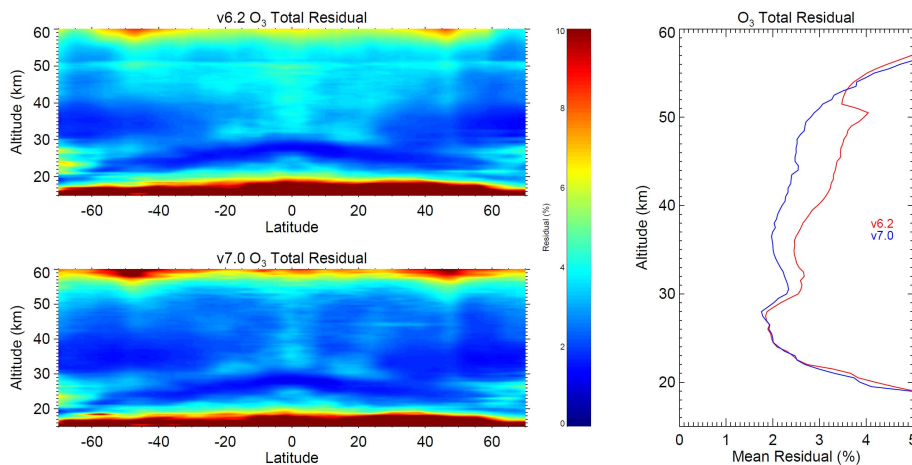 v6.2 O₃ Total Residual
60
50
40
30
20
Altitude (km)
-60 -40 -20 0 20 40 60
Latitude
v7.0 O₃ Total Residual
60
50
40
30
20
Altitude (km)
-60 -40 -20 0 20 40 60
Latitude
10
8
6
4
2
0
Residual (%)
O₃ Total Residual
60
50
40
30
20
Altitude (km)
v6.2
v7.0
0 1 2 3 4 5
Mean Residual (%)